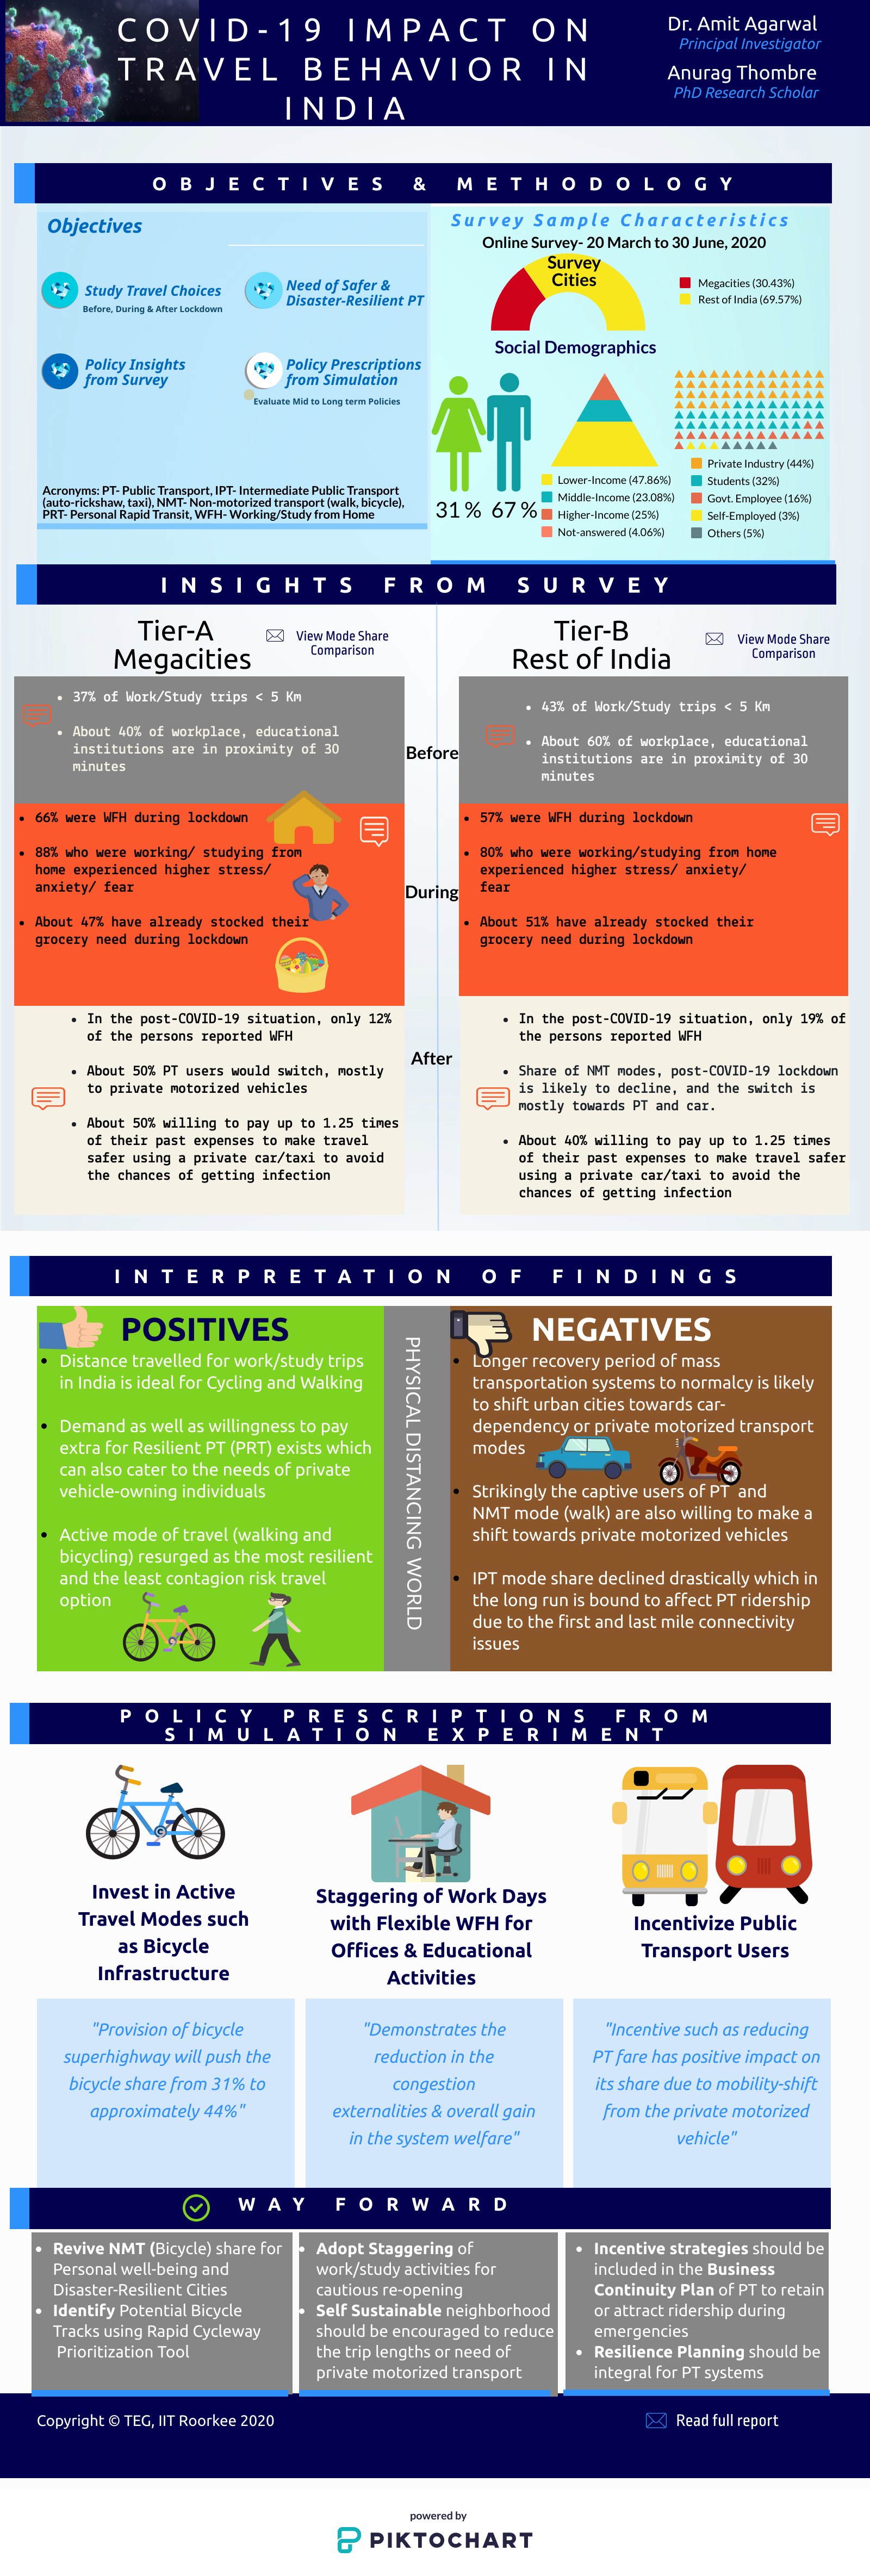 COVID-19 IMPACT ON
TRAVEL BEHAVIOR IN
INDIA
Dr. Amit Agarwal
Principal Investigator
Anurag Thombre
PhD Research Scholar
OBJECTIVES & METHODOLOGY
Objectives
Study Travel Choices
Before, During & After Lockdown
Need of Safer &
Disaster-Resilient PT
Policy Insights
from Survey
Policy Prescriptions
from Simulation
Evaluate Mid to Long term Policies
Acronyms: PT- Public Transport, IPT- Intermediate Public Transport
(auto-rickshaw, taxi), NMT- Non-motorized transport (walk, bicycle),
PRT- Personal Rapid Transit, WFH- Working/Study from Home
Survey Sample Characteristics
Online Survey- 20 March to 30 June, 2020
Survey
Cities
Megacities (30.43%)
Rest of India (69.57%)
Social Demographics
31 % 67 %
Lower-Income (47.86%)
Middle-Income (23.08%)
Higher-Income (25%)
Not-answered (4.06%)
Private Industry (44%)
Students (32%)
Govt. Employee (16%)
Self-Employed (3%)
Others (5%)
INSIGHTS FROM SURVEY
Tier-A
Megacities
View Mode Share
Comparison
Tier-B
Rest of India
View Mode Share
Comparison
Before
• 37% of Work/Study trips < 5 Km
• About 40% of workplace, educational
institutions are in proximity of 30
minutes
• 43% of Work/Study trips < 5 Km
• About 60% of workplace, educational
institutions are in proximity of 30
minutes
During
• 66% were WFH during lockdown
• 88% who were working/ studying from
home experienced higher stress/
anxiety/ fear
• About 47% have already stocked their
grocery need during lockdown
• 57% were WFH during lockdown
• 80% who were working/studying from home
experienced higher stress/ anxiety/
fear
• About 51% have already stocked their
grocery need during lockdown
After
• In the post-COVID-19 situation, only 12%
of the persons reported WFH
• About 50% PT users would switch, mostly
to private motorized vehicles
• About 50% willing to pay up to 1.25 times
of their past expenses to make travel
safer using a private car/taxi to avoid
the chances of getting infection
• In the post-COVID-19 situation, only 19% of
the persons reported WFH
• Share of NMT modes, post-COVID-19 lockdown
is likely to decline, and the switch is
mostly towards PT and car.
• About 40% willing to pay up to 1.25 times
of their past expenses to make travel safer
using a private car/taxi to avoid the
chances of getting infection
INTERPRETATION OF FINDINGS
POSITIVES
• Distance travelled for work/study trips
in India is ideal for Cycling and Walking
• Demand as well as willingness to pay
extra for Resilient PT (PRT) exists which
can also cater to the needs of private
vehicle-owning individuals
• Active mode of travel (walking and
bicycling) resurged as the most resilient
and the least contagion risk travel
option
PHYSICAL DISTANCING WORLD
NEGATIVES
• Longer recovery period of mass
transportation systems to normalcy is likely
to shift urban cities towards car-
dependency or private motorized transport
modes
• Strikingly the captive users of PT and
NMT mode (walk) are also willing to make a
shift towards private motorized vehicles
• IPT mode share declined drastically which in
the long run is bound to affect PT ridership
due to the first and last mile connectivity
issues
POLICY PRESCRIPTIONS FROM
SIMULATION EXPERIMENT
Invest in Active
Travel Modes such
as Bicycle
Infrastructure
Staggering of Work Days
with Flexible WFH for
Offices & Educational
Activities
Incentivize Public
Transport Users
"Provision of bicycle
superhighway will push the
bicycle share from 31% to
approximately 44%"
"Demonstrates the
reduction in the
congestion
externalities & overall gain
in the system welfare"
"Incentive such as reducing
PT fare has positive impact on
its share due to mobility-shift
from the private motorized
vehicle"
WAY FORWARD
• Revive NMT (Bicycle) share for
Personal well-being and
Disaster-Resilient Cities
• Identify Potential Bicycle
Tracks using Rapid Cycleway
Prioritization Tool
• Adopt Staggering of
work/study activities for
cautious re-opening
• Self Sustainable neighborhood
should be encouraged to reduce
the trip lengths or need of
private motorized transport
• Incentive strategies should be
included in the Business
Continuity Plan of PT to retain
or attract ridership during
emergencies
• Resilience Planning should be
integral for PT systems
Copyright © TEG, IIT Roorkee 2020
Read full report
powered by
PIKTOCHART